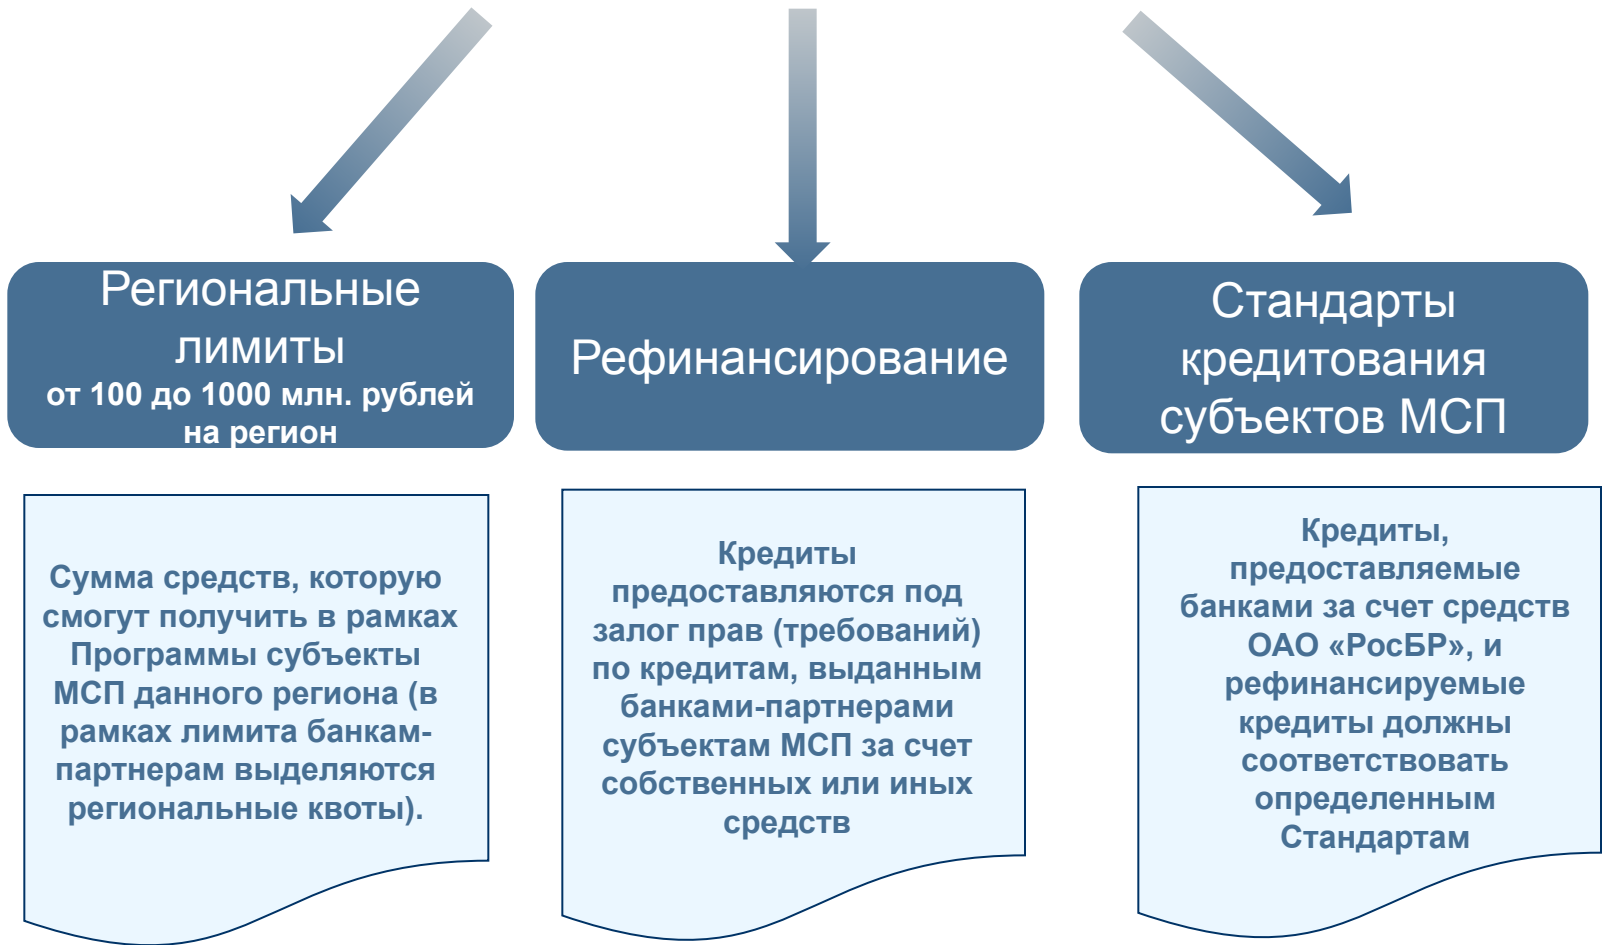 Региональные
лимиты
от 100 до 1000 млн. рублей
на регион
Рефинансирование
Стандарты
кредитования
субъектов МСП
Сумма средств, которую
смогут получить в рамках
Программы субъекты
МСП данного региона (в
рамках лимита банкам-
партнерам выделяются
региональные квоты).
Кредиты
предоставляются под
залог прав (требований)
по кредитам, выданным
банками-партнерами
субъектам МСП за счет
собственных или иных
средств
Кредиты,
предоставляемые
банками за счет средств
ОАО «РосБР», и
рефинансируемые
кредиты должны
соответствовать
определенным
Стандартам